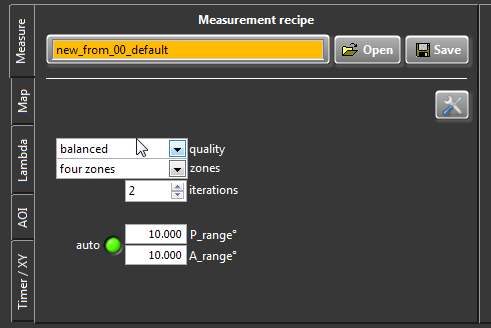 Measurement recipe
new_from_00_default
Open
Save
Measure
Map
Lambda
AOI
Timer / XY
balanced quality
four zones zones
2 iterations
auto
10.000 P_range°
10.000 A_range°